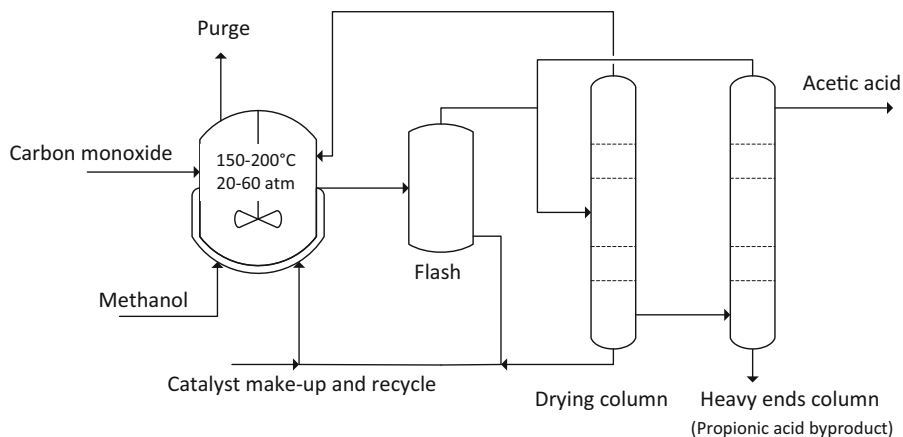 Purge
Acetic acid
Carbon monoxide
150-200°C
20-60 atm
Flash
Methanol
Catalyst make-up and recycle
Drying column
Heavy ends column
(Propionic acid byproduct)